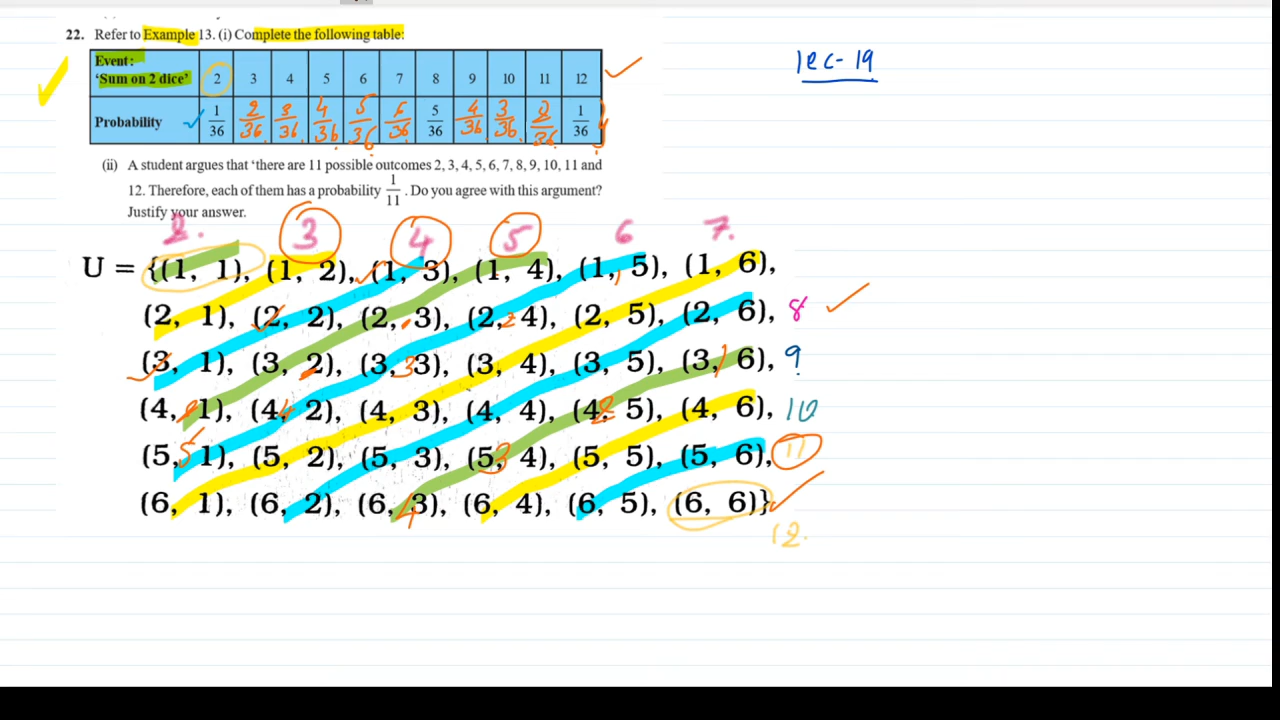 22. Refer to Example 13. (i) Complete the following table:
lec-19
Event :
'Sum on 2 dice' 2 3 4 5 6 7 8 9 10 11 12
Probability 1/36 2/36 3/36 4/36 5/36 6/36 5/36 4/36 3/36 2/36 1/36
(ii) A student argues that 'there are 11 possible outcomes 2, 3, 4, 5, 6, 7, 8, 9, 10, 11 and
12. Therefore, each of them has a probability 1/11 . Do you agree with this argument?
Justify your answer.
2. 3 4 5 6 7.
U = {(1, 1), (1, 2), (1, 3), (1, 4), (1, 5), (1, 6),
(2, 1), (2, 2), (2, 3), (2, 4), (2, 5), (2, 6), 8
(3, 1), (3, 2), (3, 3), (3, 4), (3, 5), (3, 6), 9
(4, 1), (4, 2), (4, 3), (4, 4), (4, 5), (4, 6), 10
(5, 1), (5, 2), (5, 3), (5, 4), (5, 5), (5, 6), 11
(6, 1), (6, 2), (6, 3), (6, 4), (6, 5), (6, 6)}
12.